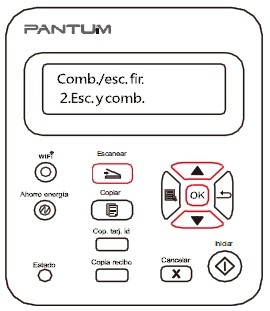 PANTUM
Comb./esc. fir.
2.Esc. y comb.
WiFi
Escanear
Ahorro energía
Copiar
OK
Cop. tarj. id
Iniciar
Estado
Copia recibo
Cancelar
X